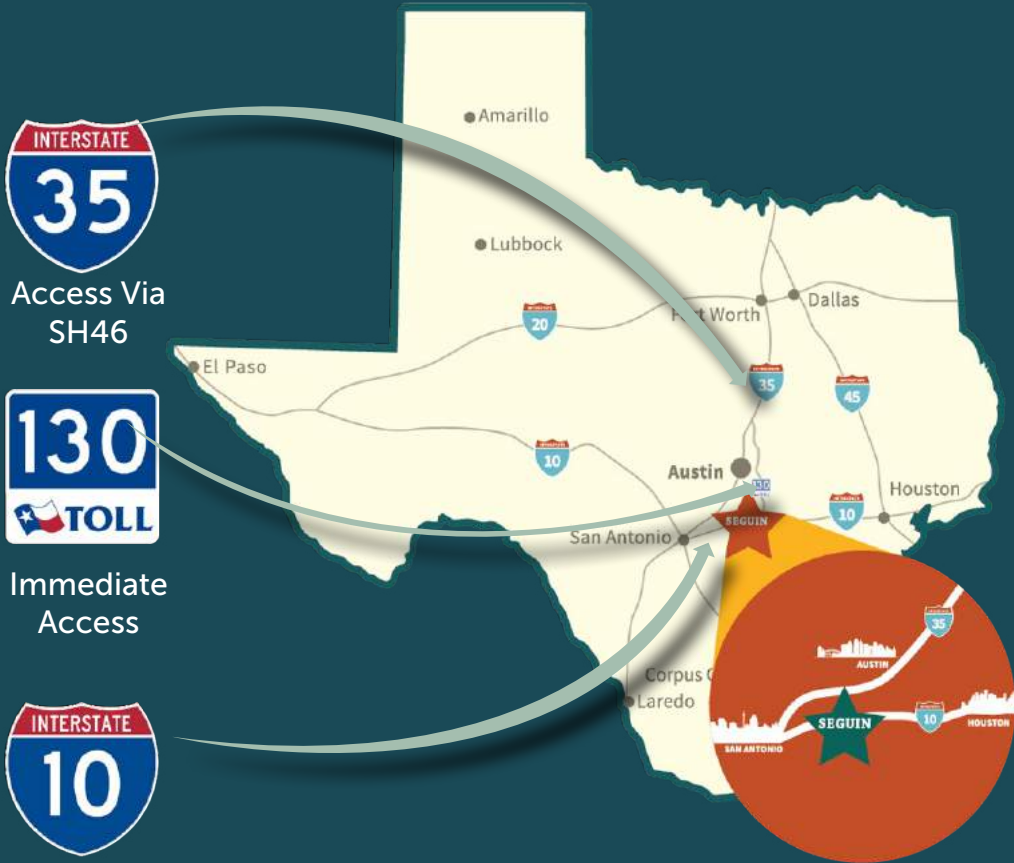 INTERSTATE
35
Access Via
SH46
130
TOLL
Immediate
Access
INTERSTATE
10
Amarillo
Lubbock
20
Fort Worth
Dallas
El Paso
35
45
10
Austin
130
Houston
10
SEGUIN
San Antonio
Corpus C
Laredo
35
AUSTIN
SEGUIN
10
HOUSTON
SAN ANTONIO